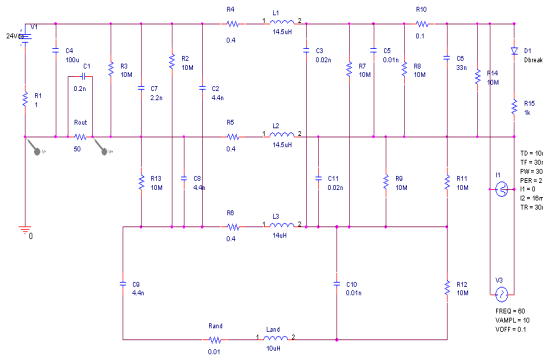 V1
24V
R1
1
C4
100u
C1
0.2n
Rout
50
0
R3
10M
C7
2.2n
R2
10M
C2
4.4n
R4
0.4
1 L1 2
14.5uH
C3
0.02n
R7
10M
C5
0.01n
R8
10M
R10
0.1
C6
33n
R14
10M
D1
Dbreak
R15
1k
R5
0.4
1 L2 2
14.5uH
R13
10M
C8
4.4n
C11
0.02n
R9
10M
R11
10M
I1
TD = 10
TF = 30
PW = 30
PER = 2
I1 = 0
I2 = 16m
TR = 30
R6
0.4
1 L3 2
14uH
C9
4.4n
C10
0.01n
R12
10M
V3
FREQ = 60
VAMPL = 10
VOFF = 0.1
Rand
0.01
1 Land 2
10uH